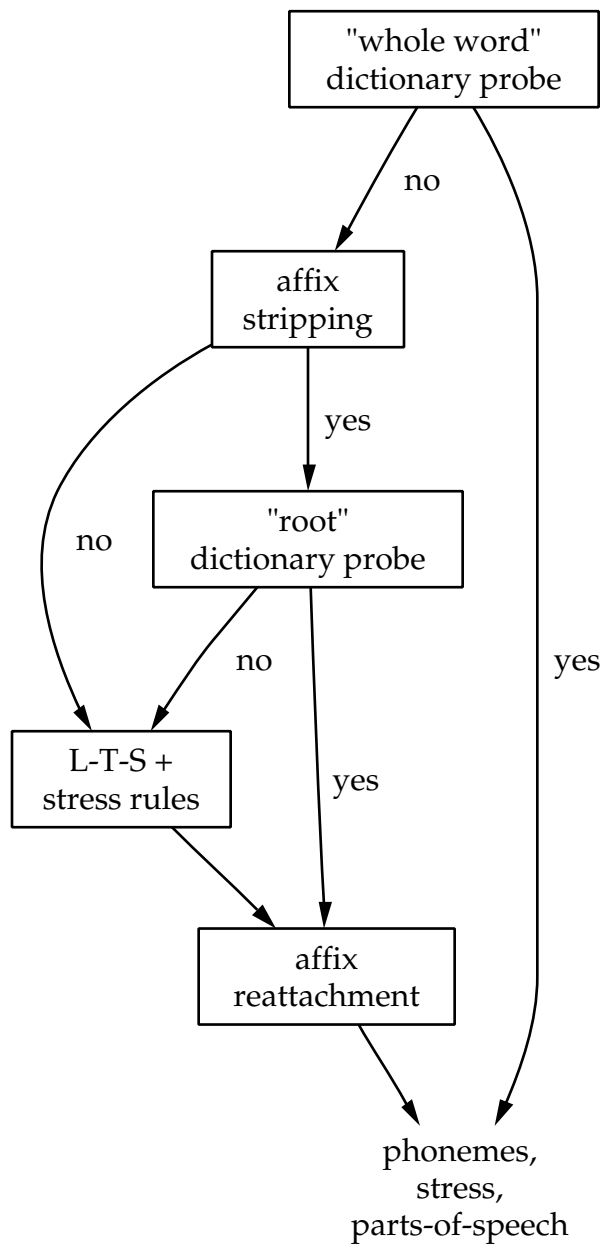 "whole word"
dictionary probe
no
affix
stripping
yes
"root"
dictionary probe
no
no
yes
L-T-S +
stress rules
yes
affix
reattachment
phonemes,
stress,
parts-of-speech